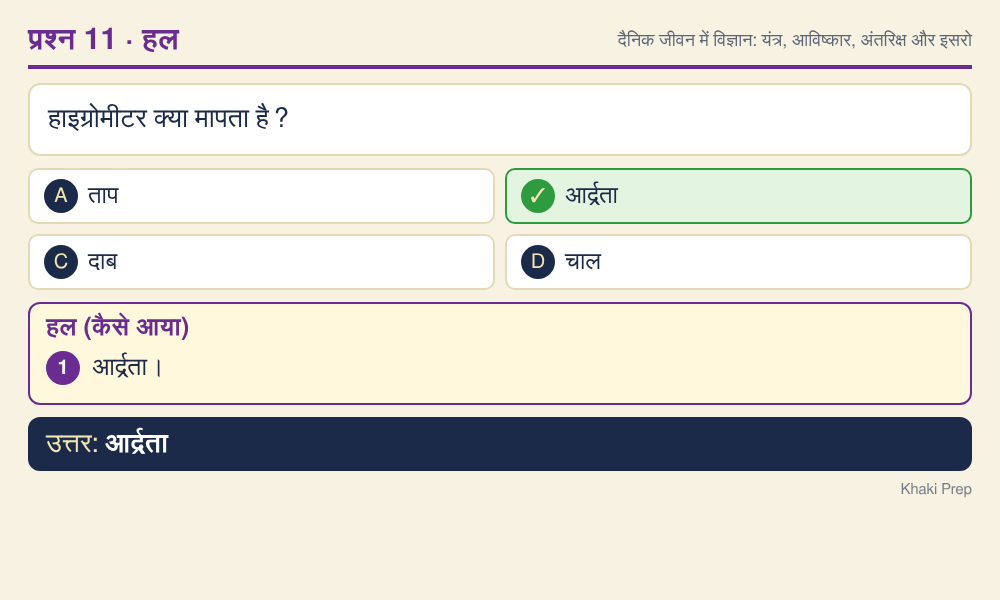 प्रश्न 11 · हल
दैनिक जीवन में विज्ञान: यंत्र, आविष्कार, अंतरिक्ष और इसरो
हाइग्रोमीटर क्या मापता है ?
A ताप
✓ आर्द्रता
C दाब
D चाल
हल (कैसे आया)
1 आर्द्रता।
उत्तर: आर्द्रता
Khaki Prep